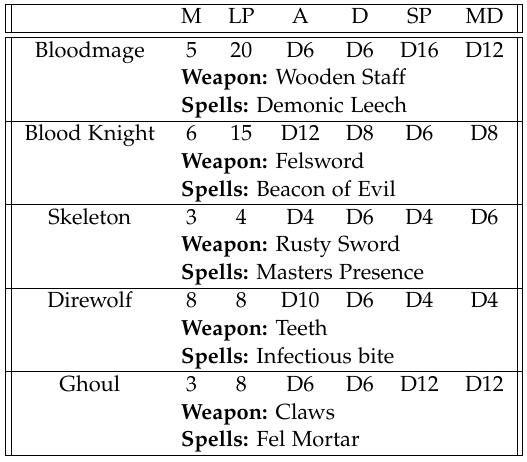 M LP A D SP MD
Bloodmage 5 20 D6 D6 D16 D12
Weapon: Wooden Staff
Spells: Demonic Leech
Blood Knight 6 15 D12 D8 D6 D8
Weapon: Felsword
Spells: Beacon of Evil
Skeleton 3 4 D4 D6 D4 D6
Weapon: Rusty Sword
Spells: Masters Presence
Direwolf 8 8 D10 D6 D4 D4
Weapon: Teeth
Spells: Infectious bite
Ghoul 3 8 D6 D6 D12 D12
Weapon: Claws
Spells: Fel Mortar